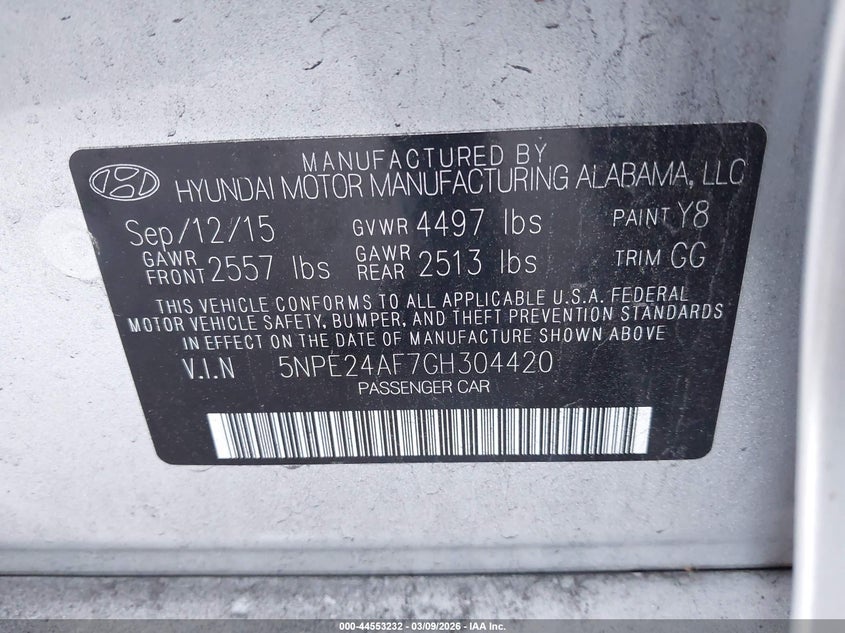 MANUFACTURED BY
HYUNDAI MOTOR MANUFACTURING ALABAMA, LLC
Sep/12/15 GVWR 4497 lbs PAINT Y8
GAWR FRONT 2557 lbs GAWR REAR 2513 lbs TRIM GG
THIS VEHICLE CONFORMS TO ALL APPLICABLE U.S.A. FEDERAL
MOTOR VEHICLE SAFETY, BUMPER, AND THEFT PREVENTION STANDARDS
IN EFFECT ON THE DATE OF MANUFACTURE SHOWN ABOVE
V.I.N 5NPE24AF7GH304420
PASSENGER CAR
000-44553232 - 03/09/2026 - IAA Inc.